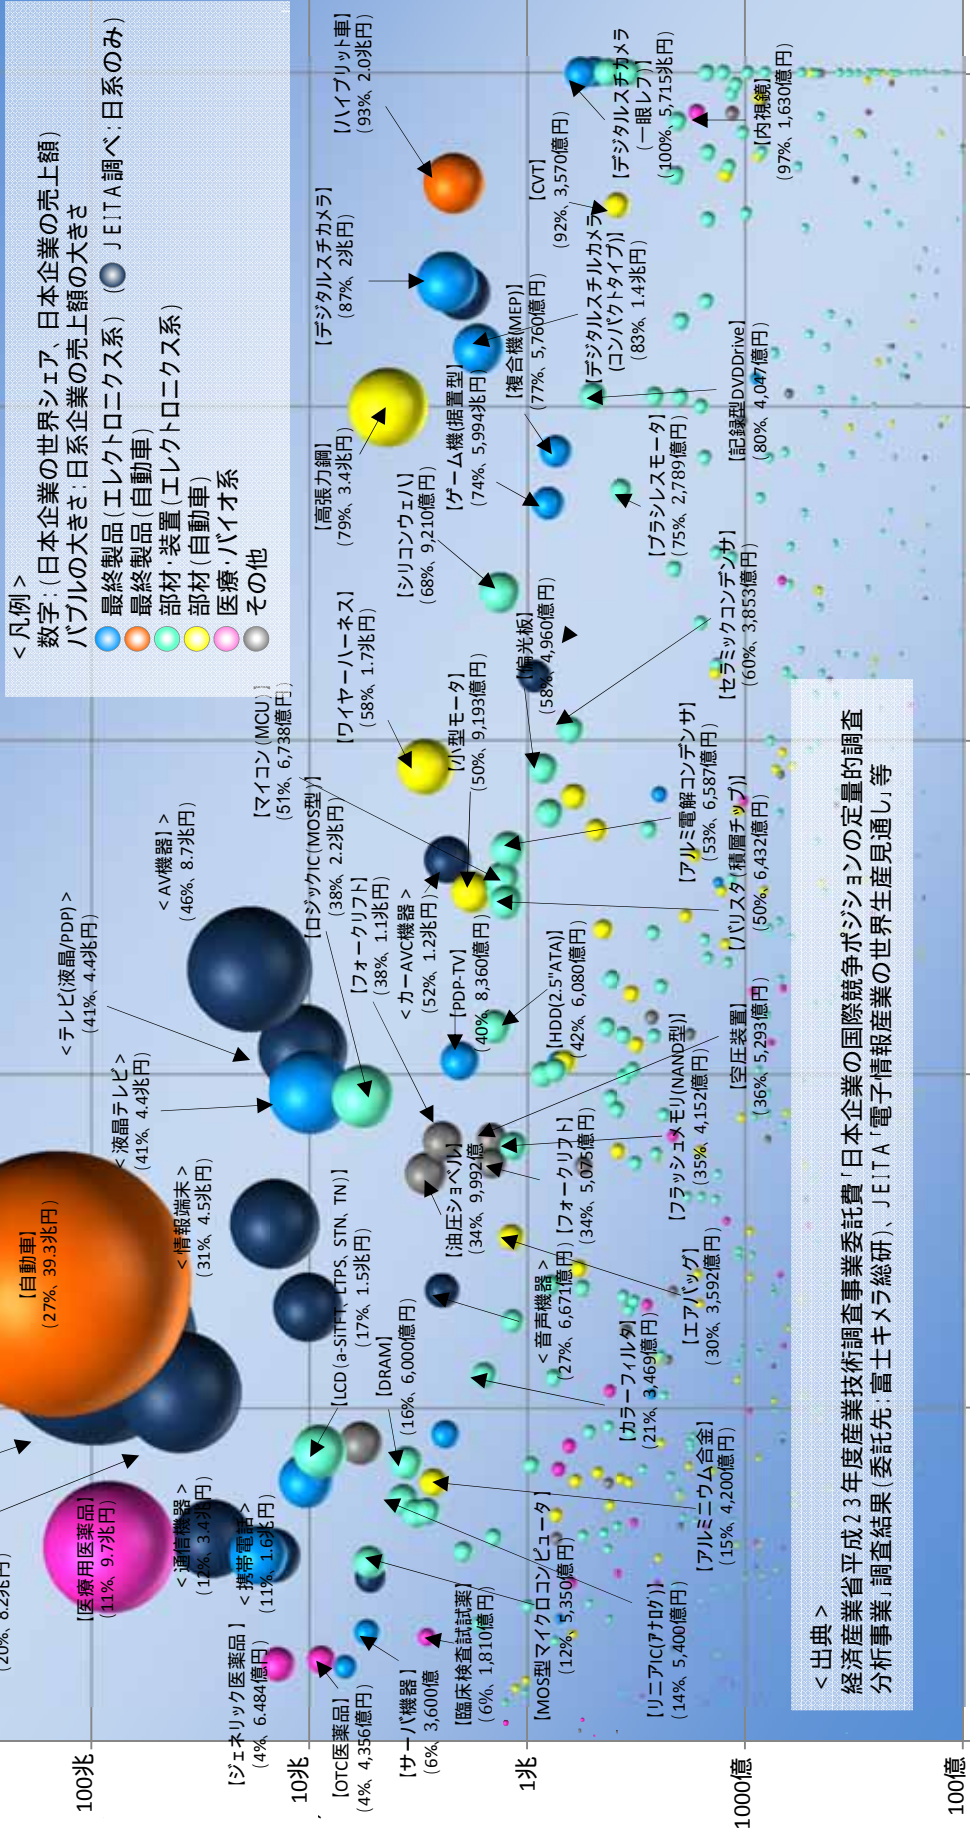 <凡例>
数字：(日本企業の世界シェア、日本企業の売上額)
バブルの大きさ：日系企業の売上額の大きさ
最終製品(エレクトロニクス系) ( JEITA調べ：日系のみ)
最終製品(自動車)
部材・装置(エレクトロニクス系)
部材(自動車)
医療・バイオ系
その他
100兆
10兆
1兆
1000億
100億
20%、8.2兆円)
【自動車】
(27%、39.3兆円)
【医療用医薬品】
(11%、9.7兆円)
<通信機器>
(12%、3.4兆円)
<携帯電話>
(11%、1.6兆円)
【ジェネリック医薬品】
(4%、6.484億円)
【OTC医薬品】
(4%、4,356億円)
【サーバ機器】
(6%、3,600億
【臨床検査試薬】
(6%、1,810億円)
【MOS型マイクロコンピュータ】
(12%、5,350億円)
【リニアIC(アナログ)】
(14%、5,400億円)
【アルミニウム合金】
(15%、4,200億円)
【DRAM】
(16%、6,000億円)
【LCD(a-SiTFT、LTPS、STN、TN)】
(17%、1.5兆円)
【カラーフィルタ】
(21%、3,469億円)
<音声機器>
(27%、6,671億円)
【エアバッグ】
(30%、3,592億円)
<情報端末>
(31%、4.5兆円)
【油圧ショベル】
(34%、9,992億
【フォークリフト】
(34%、5,075億円)
【フラッシュメモリ(NAND型)】
(35%、4,152億円)
【空圧装置】
(36%、5,293億円)
<液晶テレビ>
(41%、4.4兆円)
<テレビ(液晶/PDP)>
(41%、4.4兆円)
【フォークリフト】
(38%、1.1兆円)
【ロジックIC(MOS型)】
(38%、2.2兆円)
【PDP-TV】
(40%、8,360億円)
【HDD(2.5"ATA)】
(42%、6,080億円)
<AV機器>
(46%、8.7兆円)
<カーAVC機器>
(52%、1.2兆円)
【バリスタ(積層チップ)】
(50%、6,432億円)
【小型モータ】
(50%、9,193億円)
【マイコン(MCU)】
(51%、6,738億円)
【アルミ電解コンデンサ】
(53%、6,587億円)
【ワイヤーハーネス】
(58%、1.7兆円)
【偏光板】
(58%、4,960億円)
【セラミックコンデンサ】
(60%、3,853億円)
【シリコンウェハ】
(68%、9,210億円)
【ゲーム機(据置型)】
(74%、5,994兆円)
【ブラシレスモータ】
(75%、2,789億円)
【複合機(MEP)】
(77%、5,760億円)
【高張力鋼】
(79%、3.4兆円)
【記録型DVDDrive】
(80%、4,047億円)
【デジタルスチルカメラ
(コンパクトタイプ)】
(83%、1.4兆円)
【デジタルスチカメラ】
(87%、2兆円)
【CVT】
(92%、3,570億円)
【ハイブリット車】
(93%、2.0兆円)
【内視鏡】
(97%、1,630億円)
【デジタルスチカメラ
(一眼レフ)】
(100%、5,715兆円)
<出典>
経済産業省平成23年度産業技術調査事業委託費「日本企業の国際競争ポジションの定量的調査
分析事業」調査結果(委託先：富士キメラ総研)、JEITA「電子情報産業の世界生産見通し」等